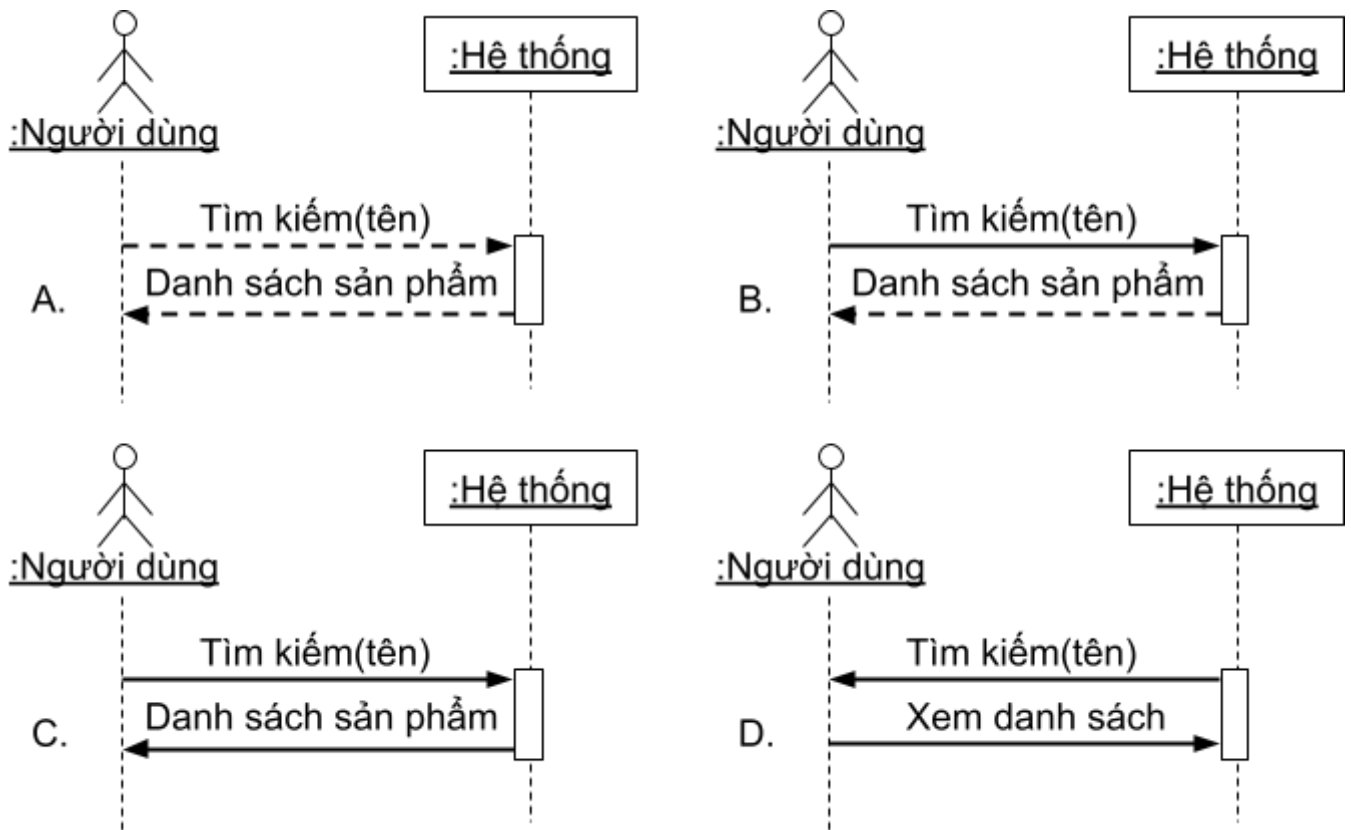 :Hệ thống
:Người dùng
Tìm kiếm(tên)
Danh sách sản phẩm
A.
:Hệ thống
:Người dùng
Tìm kiếm(tên)
Danh sách sản phẩm
B.
:Hệ thống
:Người dùng
Tìm kiếm(tên)
Danh sách sản phẩm
C.
:Hệ thống
:Người dùng
Tìm kiếm(tên)
Xem danh sách
D.